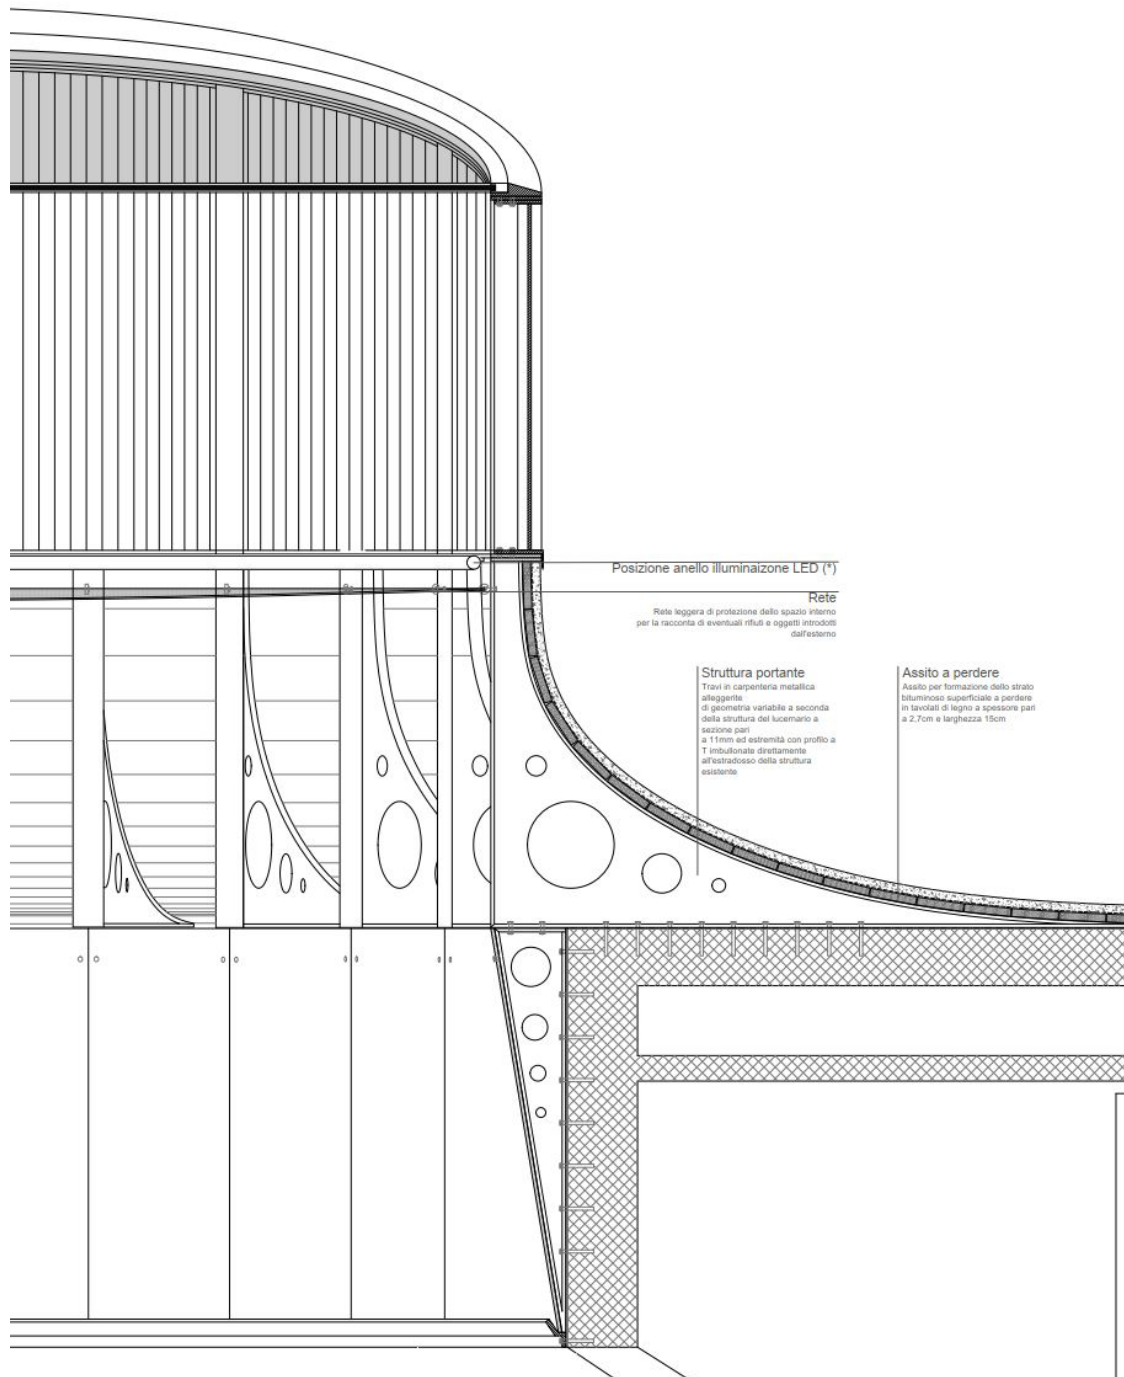 Posizione anello illuminaizone LED (*)
Rete
Rete leggera di protezione dello spazio interno
per la racconta di eventuali rifiuti e oggetti introdotti
dall'esterno
Struttura portante
Travi in carpenteria metallica
alleggerite
di geometria variabile a seconda
della struttura del lucernario a
sezione pari
a 11mm ed estremità con profilo a
T imbullonate direttamente
all'estradosso della struttura
esistente
Assito a perdere
Assito per formazione dello strato
bituminoso superficiale a perdere
in tavolati di legno a spessore pari
a 2,7cm e larghezza 15cm